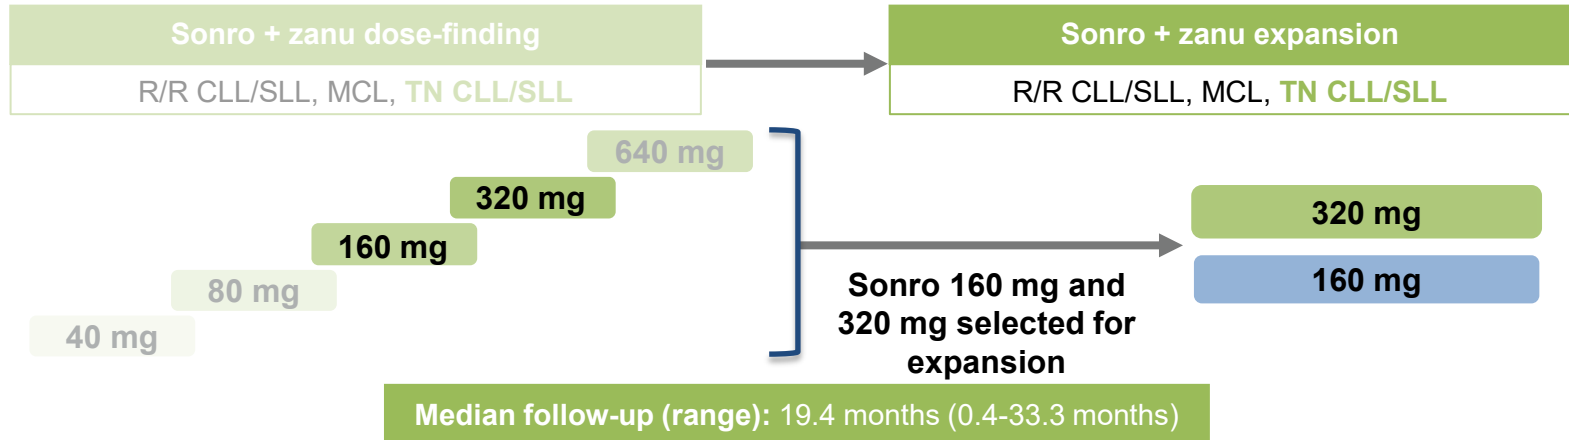 Sonro + zanu dose-finding
R/R CLL/SLL, MCL, TN CLL/SLL
Sonro + zanu expansion
R/R CLL/SLL, MCL, TN CLL/SLL
640 mg
320 mg
160 mg
80 mg
40 mg
Sonro 160 mg and
320 mg selected for
expansion
320 mg
160 mg
Median follow-up (range): 19.4 months (0.4-33.3 months)